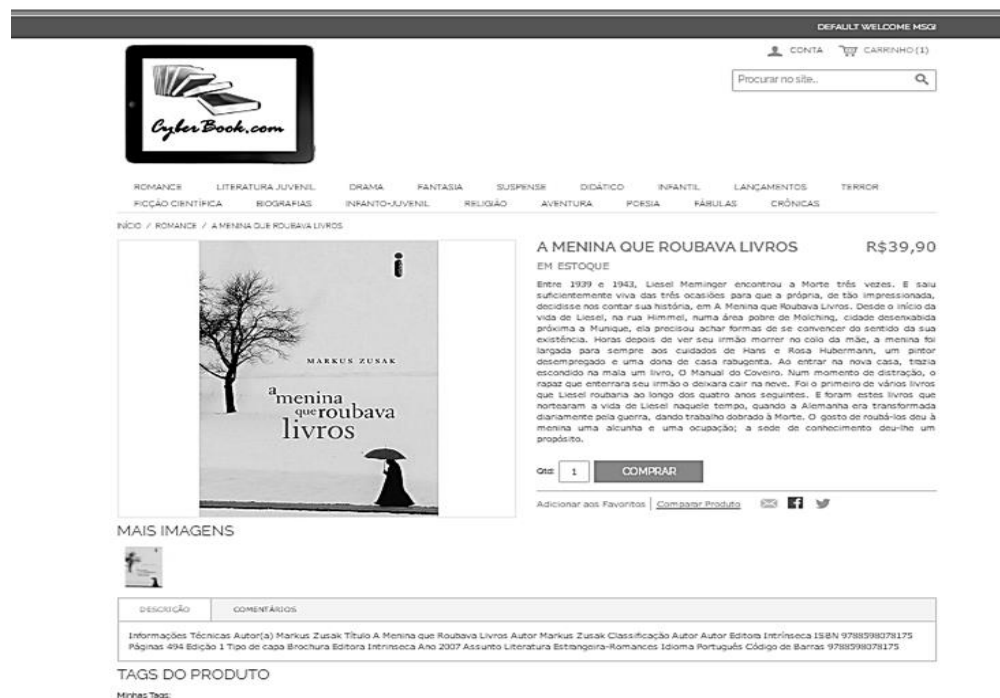 DEFAULT WELCOME MSG!
CONTA CARRINHO (1)
Procurar no site..
CyberBook.com
ROMANCE LITERATURA JUVENIL DRAMA FANTASIA SUSPENSE DIDÁTICO INFANTIL LANÇAMENTOS TERROR
FICÇÃO CIENTÍFICA BIOGRAFIAS INFANTO-JUVENIL RELIGIÃO AVENTURA POESIA FÁBULAS CRÔNICAS
INÍCIO / ROMANCE / A MENINA QUE ROUBAVA LIVROS
MARKUS ZUSAK
a menina
que roubava
livros
A MENINA QUE ROUBAVA LIVROS R$39,90
EM ESTOQUE
Entre 1939 e 1943, Liesel Meminger encontrou a Morte três vezes. E saiu
suficientemente viva das três ocasiões para que a própria, de tão impressionada,
decidisse nos contar sua história, em A Menina que Roubava Livros. Desde o início da
vida de Liesel, na rua Himmel, numa área pobre de Molching, cidade desenxabida
próxima a Munique, ela precisou achar formas de se convencer do sentido da sua
existência. Horas depois de ver seu irmão morrer no colo da mãe, a menina foi
largada para sempre aos cuidados de Hans e Rosa Hubermann, um pintor
desempregado e uma dona de casa rabugenta. Ao entrar na nova casa, trazia
escondido na mala um livro, O Manual do Coveiro. Num momento de distração, o
rapaz que enterrara seu irmão o deixara cair na neve. Foi o primeiro de vários livros
que Liesel roubaria ao longo dos quatro anos seguintes. E foram estes livros que
nortearam a vida de Liesel naquele tempo, quando a Alemanha era transformada
diariamente pela guerra, dando trabalho dobrado à Morte. O gosto de roubá-los deu à
menina uma alcunha e uma ocupação; a sede de conhecimento deu-lhe um
propósito.
Qtd: 1 COMPRAR
Adicionar aos Favoritos | Comparar Produto
MAIS IMAGENS
DESCRIÇÃO COMENTÁRIOS
Informações Técnicas Autor(a) Markus Zusak Título A Menina que Roubava Livros Autor Markus Zusak Classificação Autor Autor Editora Intrínseca ISBN 9788598078175
Páginas 494 Edição 1 Tipo de capa Brochura Editora Intrinseca Ano 2007 Assunto Literatura Estrangeira-Romances Idioma Português Código de Barras 9788598078175
TAGS DO PRODUTO
Minhas Tags: